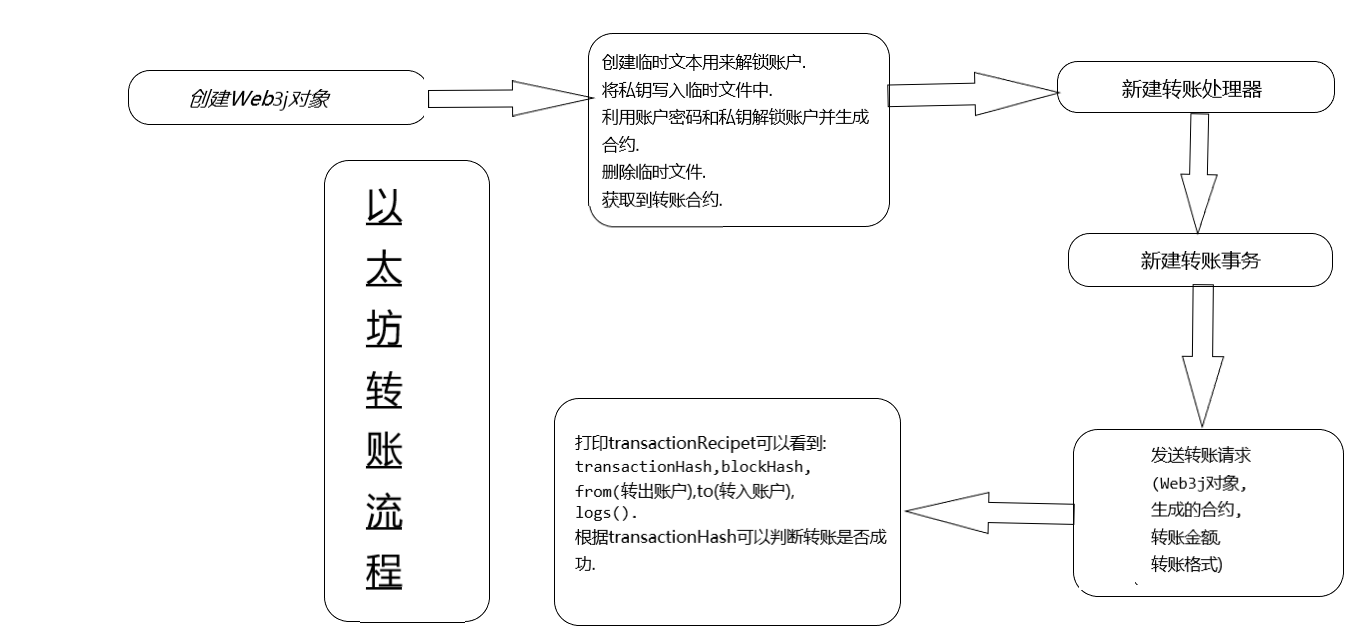 创建Web3j对象
创建临时文本用来解锁账户.
将私钥写入临时文件中.
利用账户密码和私钥解锁账户并生成
合约.
删除临时文件.
获取到转账合约.
新建转账处理器
新建转账事务
发送转账请求
(Web3j对象,
生成的合约,
转账金额,
转账格式)
打印transactionRecipet可以看到:
transactionHash,blockHash,
from(转出账户),to(转入账户),
logs().
根据transactionHash可以判断转账是否成
功.
以
太
坊
转
账
流
程